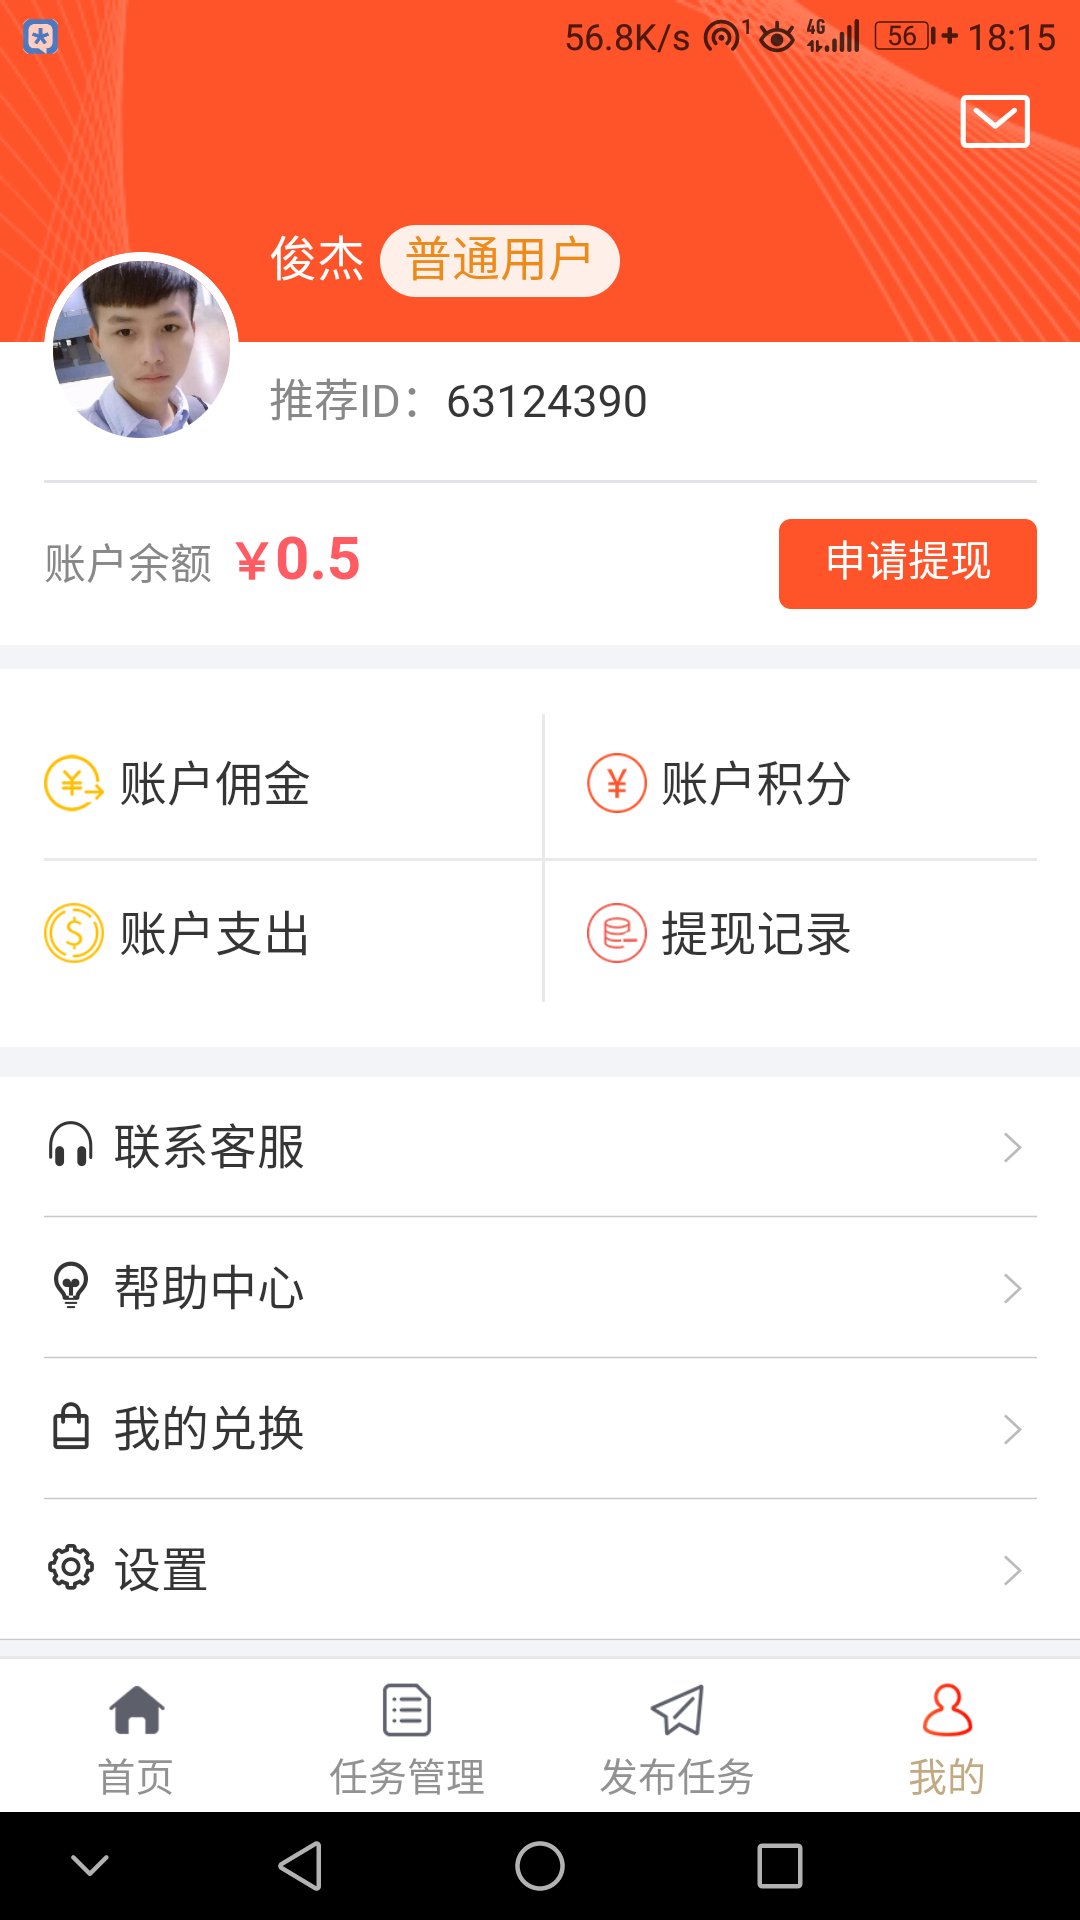 56.8K/s 1 4G 56 18:15
俊杰 普通用户
推荐ID：63124390
账户余额 ¥0.5 申请提现
账户佣金 账户积分
账户支出 提现记录
联系客服
帮助中心
我的兑换
设置
首页 任务管理 发布任务 我的